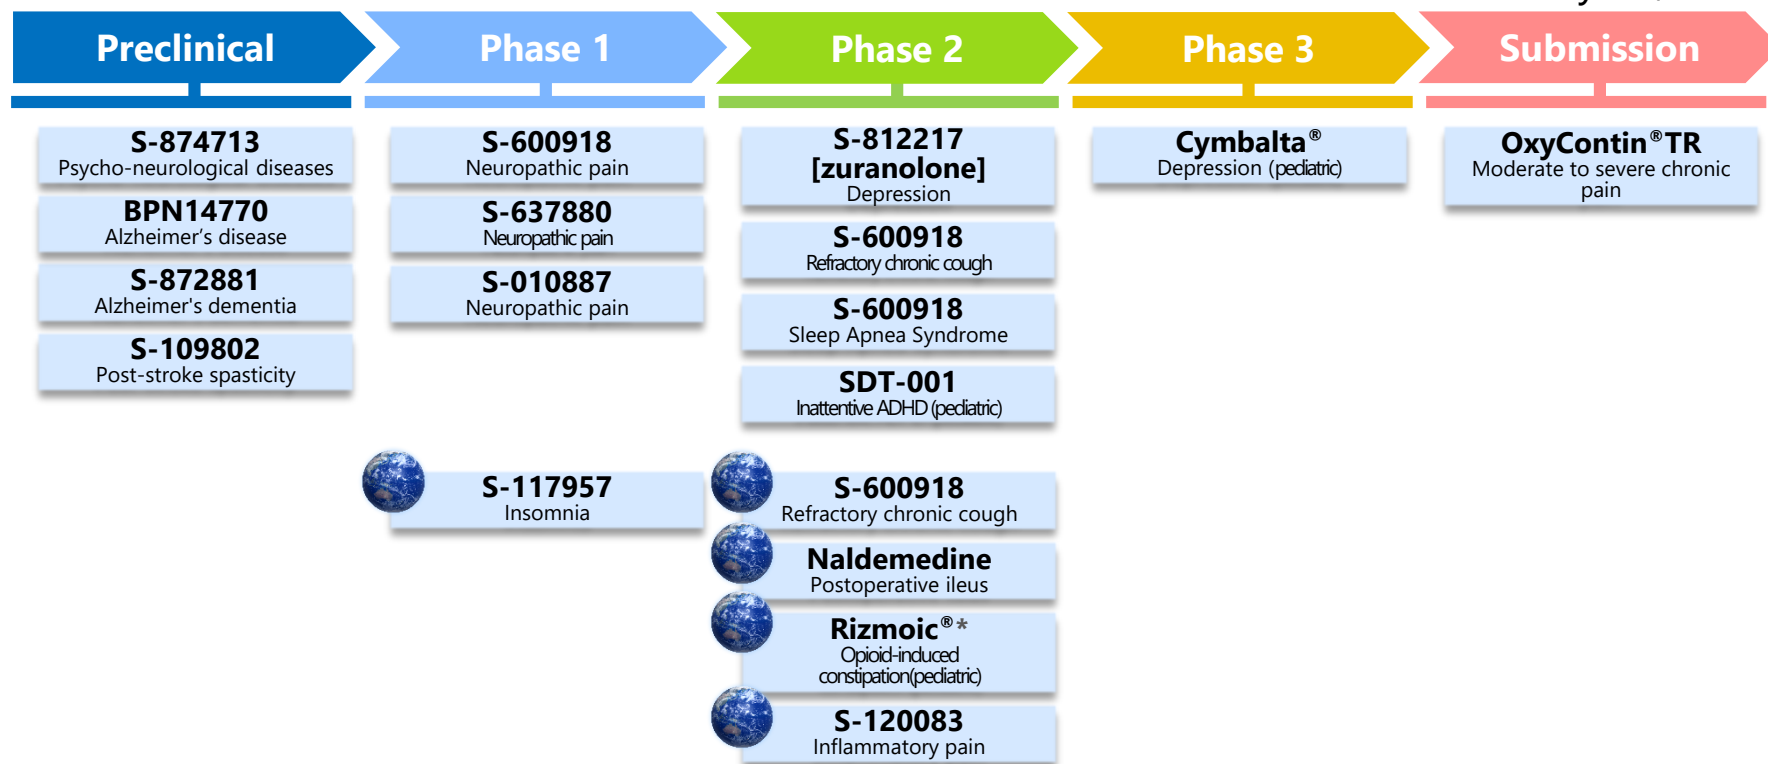 Preclinical
Phase 1
Phase 2
Phase 3
Submission
S-874713
Psycho-neurological diseases
BPN14770
Alzheimer’s disease
S-872881
Alzheimer's dementia
S-109802
Post-stroke spasticity
S-600918
Neuropathic pain
S-637880
Neuropathic pain
S-010887
Neuropathic pain
S-117957
Insomnia
S-812217
[zuranolone]
Depression
S-600918
Refractory chronic cough
S-600918
Sleep Apnea Syndrome
SDT-001
Inattentive ADHD (pediatric)
S-600918
Refractory chronic cough
Naldemedine
Postoperative ileus
Rizmoic®*
Opioid-induced
constipation(pediatric)
S-120083
Inflammatory pain
Cymbalta®
Depression (pediatric)
OxyContin®TR
Moderate to severe chronic
pain